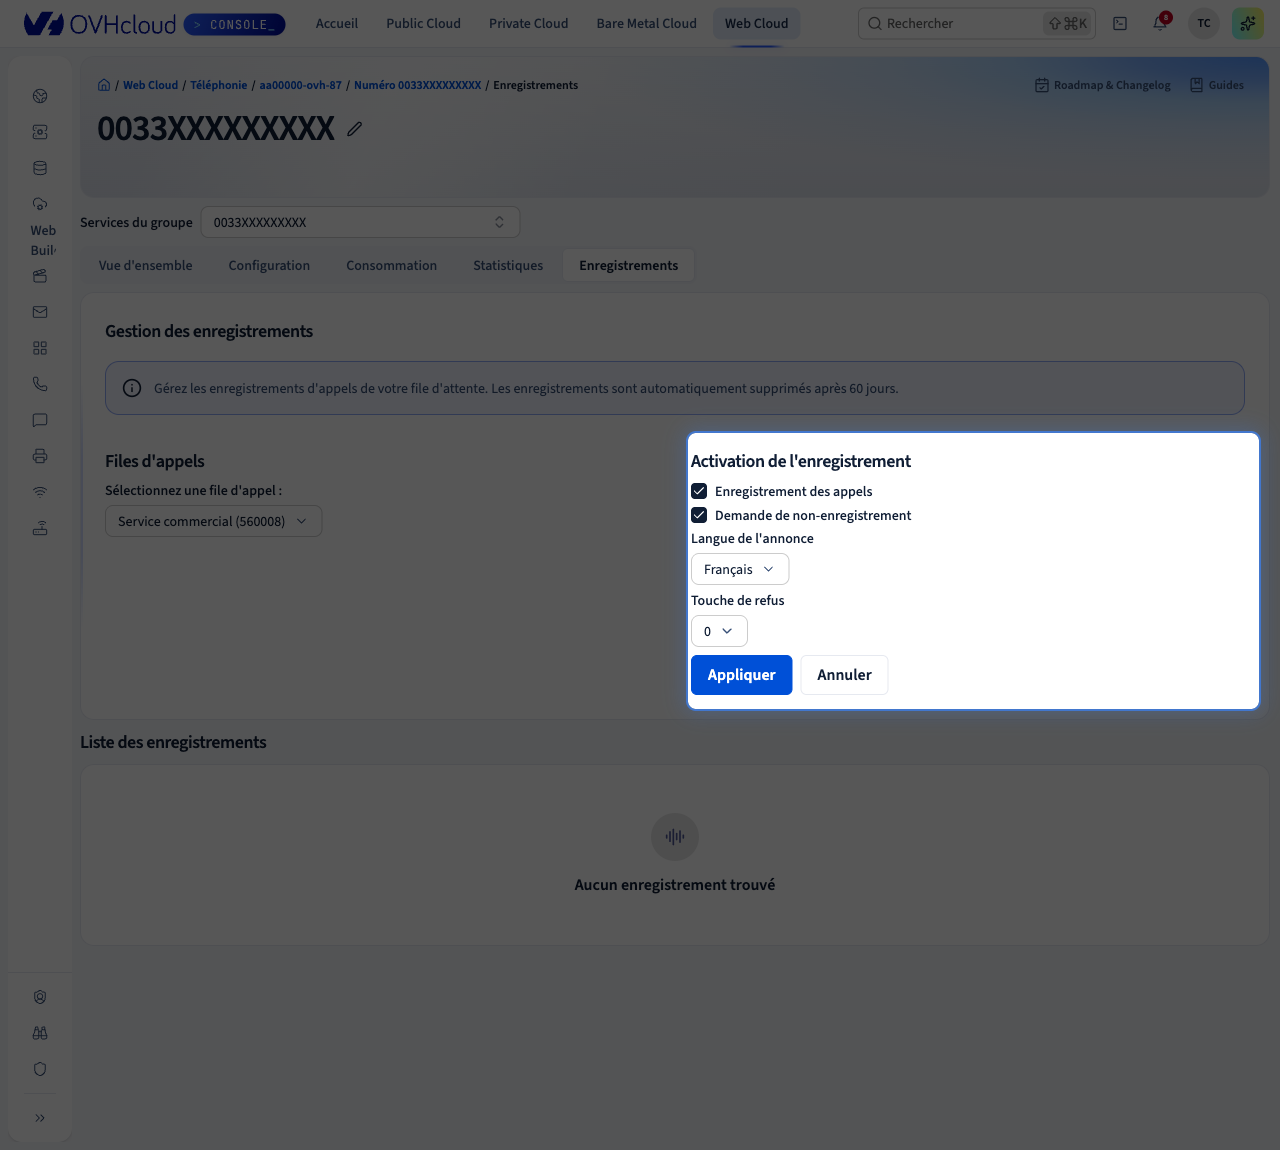 OVHcloud > CONSOLE_ Accueil Public Cloud Private Cloud Bare Metal Cloud Web Cloud Rechercher ⇧⌘K 8 TC
/ Web Cloud / Téléphonie / aa00000-ovh-87 / Numéro 0033XXXXXXXXX / Enregistrements Roadmap & Changelog Guides
0033XXXXXXXXX
Services du groupe 0033XXXXXXXXX
Web
Buil
Vue d'ensemble Configuration Consommation Statistiques Enregistrements
Gestion des enregistrements
Gérez les enregistrements d'appels de votre file d'attente. Les enregistrements sont automatiquement supprimés après 60 jours.
Files d'appels
Sélectionnez une file d'appel :
Service commercial (560008)
Activation de l'enregistrement
Enregistrement des appels
Demande de non-enregistrement
Langue de l'annonce
Français
Touche de refus
0
Appliquer Annuler
Liste des enregistrements
Aucun enregistrement trouvé